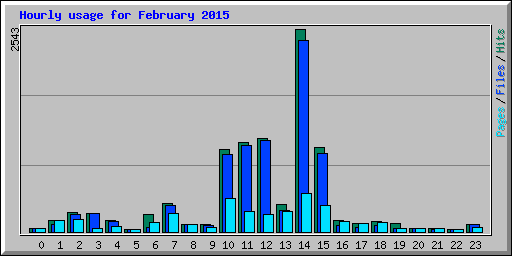 Hourly usage for February 2015
2543
Pages/Files/Hits
0 1 2 3 4 5 6 7 8 9 10 11 12 13 14 15 16 17 18 19 20 21 22 23